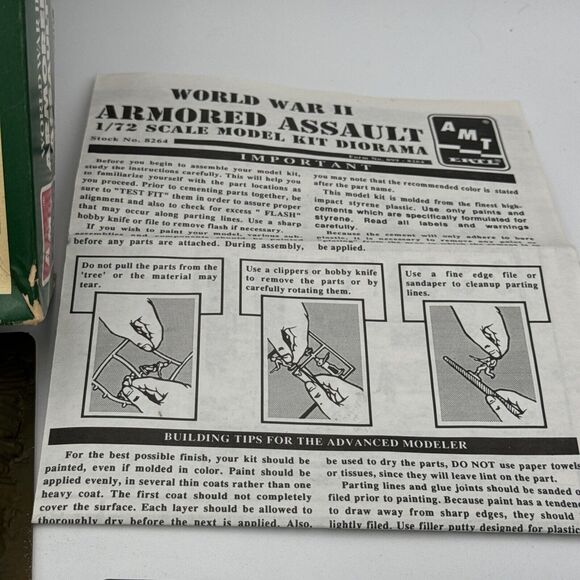 WORLD WAR II
ARMORED ASSAULT
1/72 SCALE MODEL KIT DIORAMA
Stock No. 8264
AMT
ERTL
IMPORTANT
Before you begin to assemble your model kit,
study the instructions carefully. This will help you
to familiarize yourself with the part locations as
you proceed. Prior to cementing parts together, be
sure to "TEST FIT" them in order to assure proper
alignment and also to check for excess " FLASH"
that may occur along parting lines. Use a sharp
hobby knife or file to remove flash if necessary.
If you wish to paint your model, various sub-
before any parts are attached. During assembly,
you may note that the recommended color is stated
after the part name.
This model kit is molded from the finest high-
impact styrene plastic. Use only paints and
cements which are specifically formulated for
styrene. Read all labels and warnings
carefully.
Because the cement will only adhere to bare
be applied.
Do not pull the parts from the
'tree' or the material may
tear.
Use a clippers or hobby knife
to remove the parts or by
carefully rotating them.
Use a fine edge file or
sandaper to cleanup parting
lines.
BUILDING TIPS FOR THE ADVANCED MODELER
For the best possible finish, your kit should be
painted, even if molded in color. Paint should be
applied evenly, in several thin coats rather than one
heavy coat. The first coat should not completely
cover the surface. Each layer should be allowed to
thoroughly dry before the next is applied. Also,
be used to dry the parts, DO NOT use paper towels
or tissues, since they will leave lint on the part.
Parting lines and glue joints should be sanded o
filed prior to painting. Because paint has a tendenc
to draw away from sharp edges, they should
lightly filed. Use filler putty designed for plastic